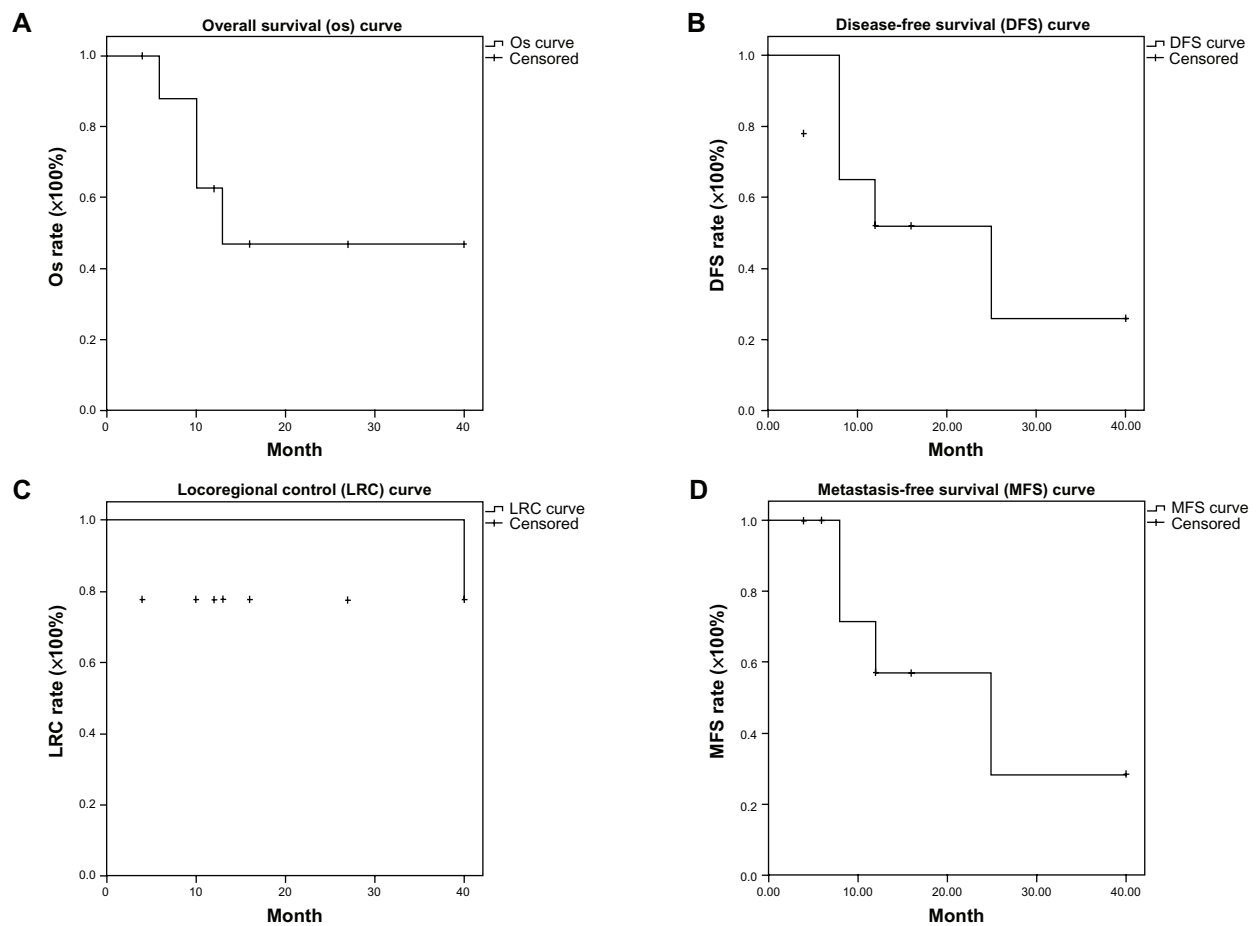 A
Overall survival (os) curve
Os curve
Censored
1.0
0.8
0.6
0.4
0.2
0.0
Os rate (×100%)
0 10 20 30 40
Month
B
Disease-free survival (DFS) curve
DFS curve
Censored
1.0
0.8
0.6
0.4
0.2
0.0
DFS rate (×100%)
0.00 10.00 20.00 30.00 40.00
Month
C
Locoregional control (LRC) curve
LRC curve
Censored
1.0
0.8
0.6
0.4
0.2
0.0
LRC rate (×100%)
0 10 20 30 40
Month
D
Metastasis-free survival (MFS) curve
MFS curve
Censored
1.0
0.8
0.6
0.4
0.2
0.0
MFS rate (×100%)
0.00 10.00 20.00 30.00 40.00
Month